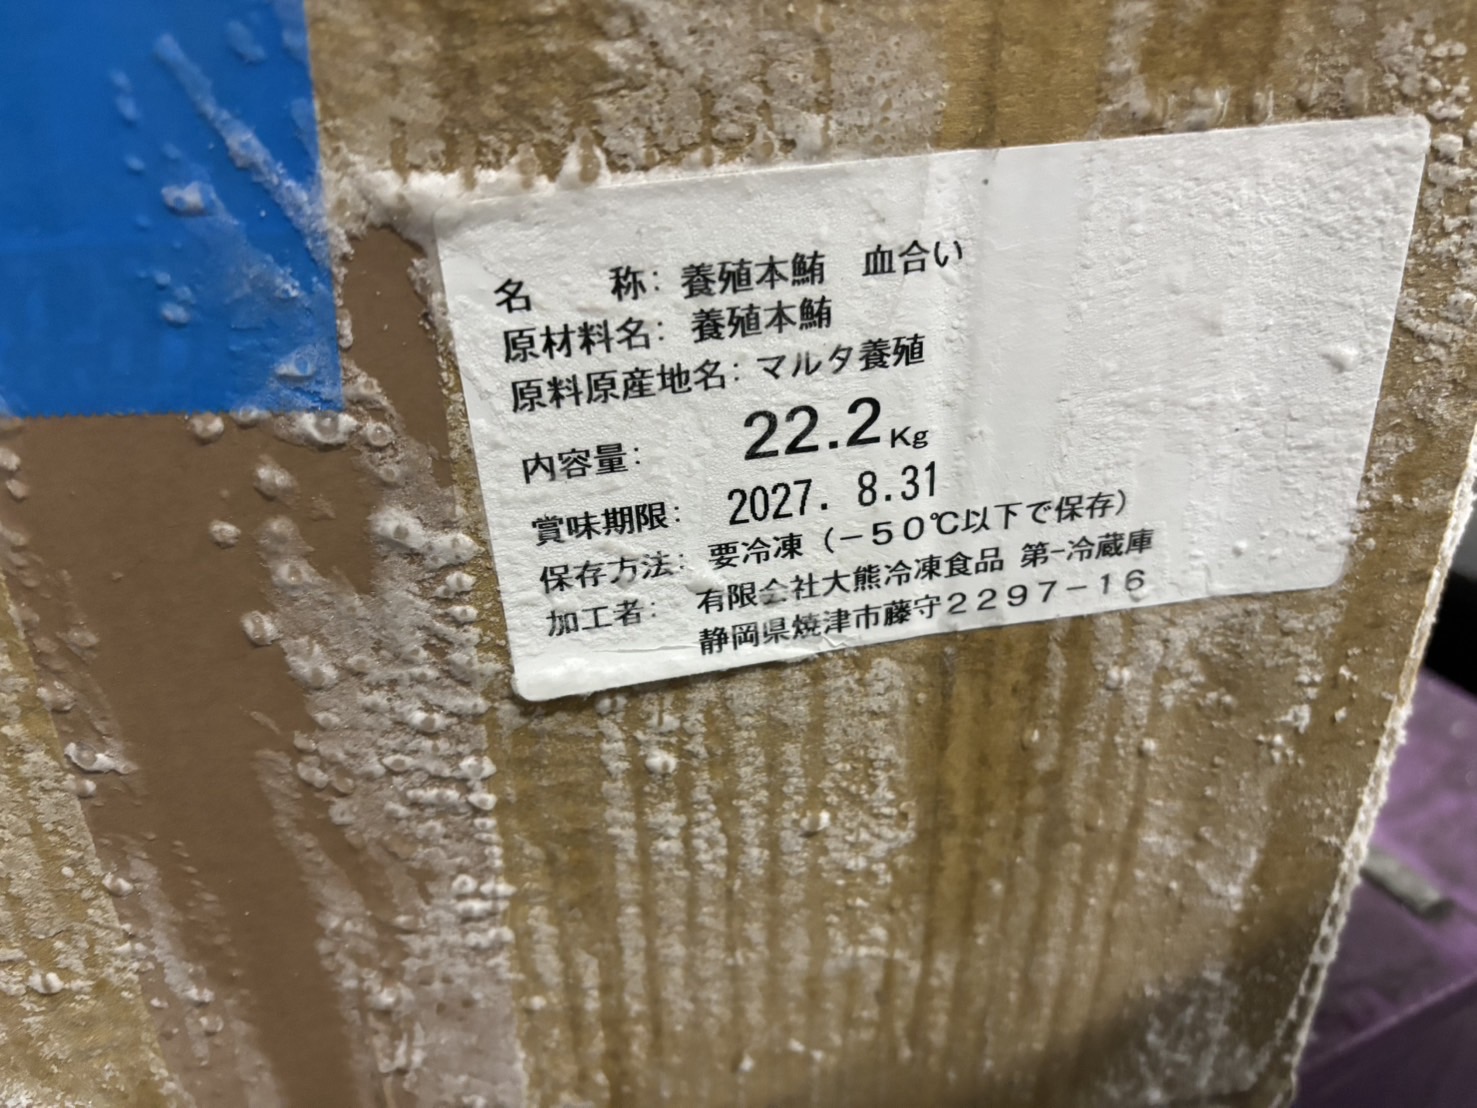 名　　称：養殖本鮪　血合い
原材料名：養殖本鮪
原料原産地名：マルタ養殖
内容量：　22.2Kg
賞味期限：　2027. 8.31
保存方法：要冷凍（−５０℃以下で保存）
加工者：　有限会社大熊冷凍食品 第一冷蔵庫
静岡県焼津市藤守２２９７−１６